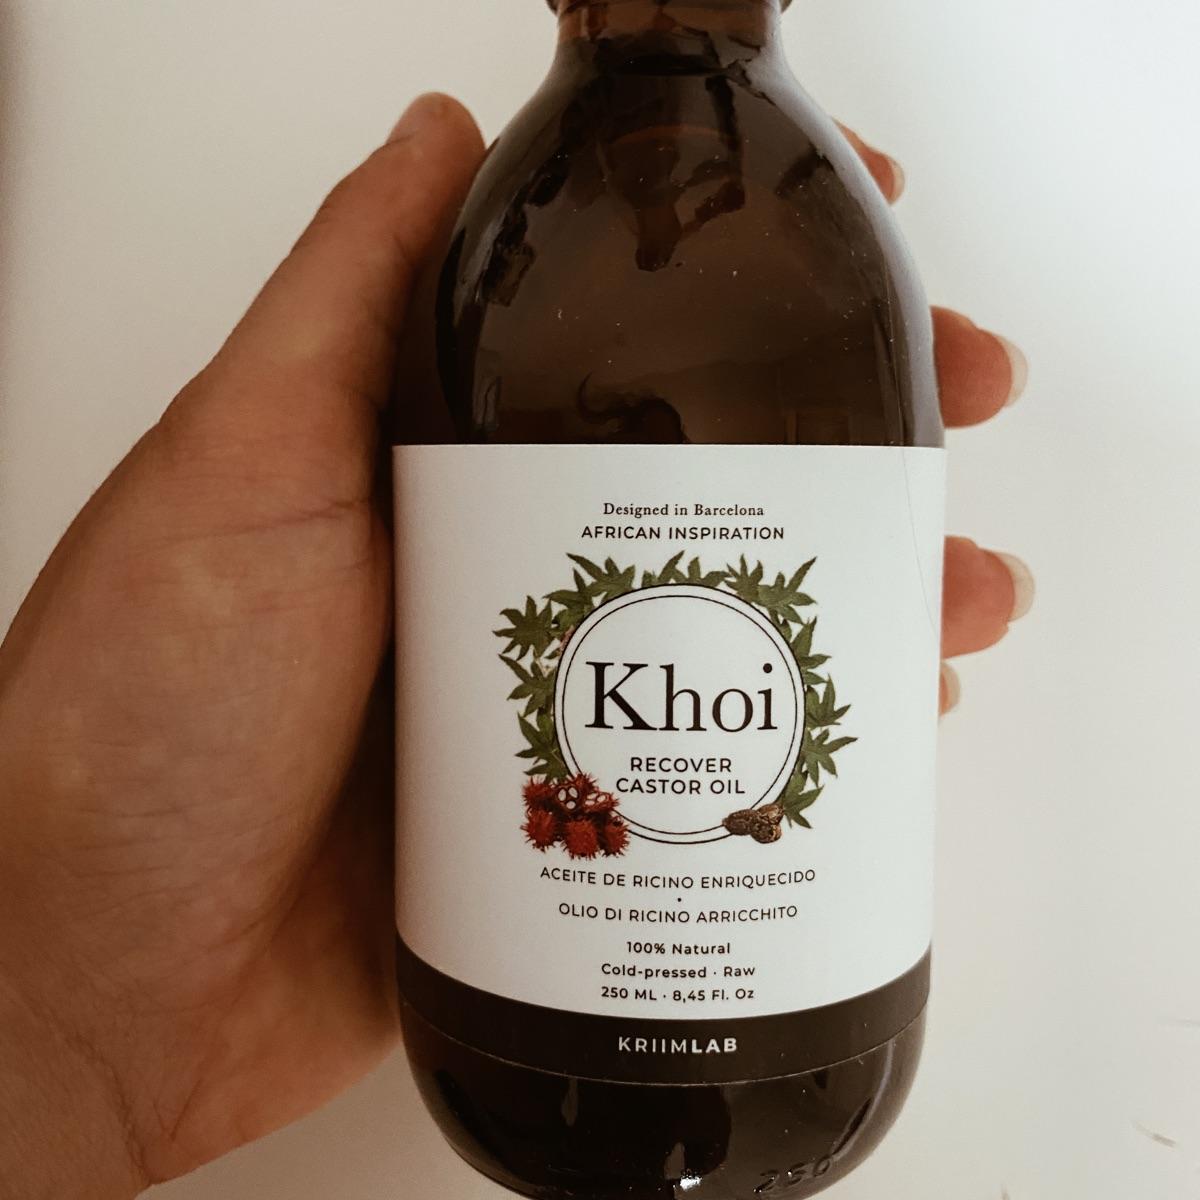 Designed in Barcelona
AFRICAN INSPIRATION
Khoi
RECOVER
CASTOR OIL
ACEITE DE RICINO ENRIQUECIDO
•
OLIO DI RICINO ARRICCHITO
100% Natural
Cold-pressed · Raw
250 ML · 8,45 Fl. Oz
KRIIMLAB
250